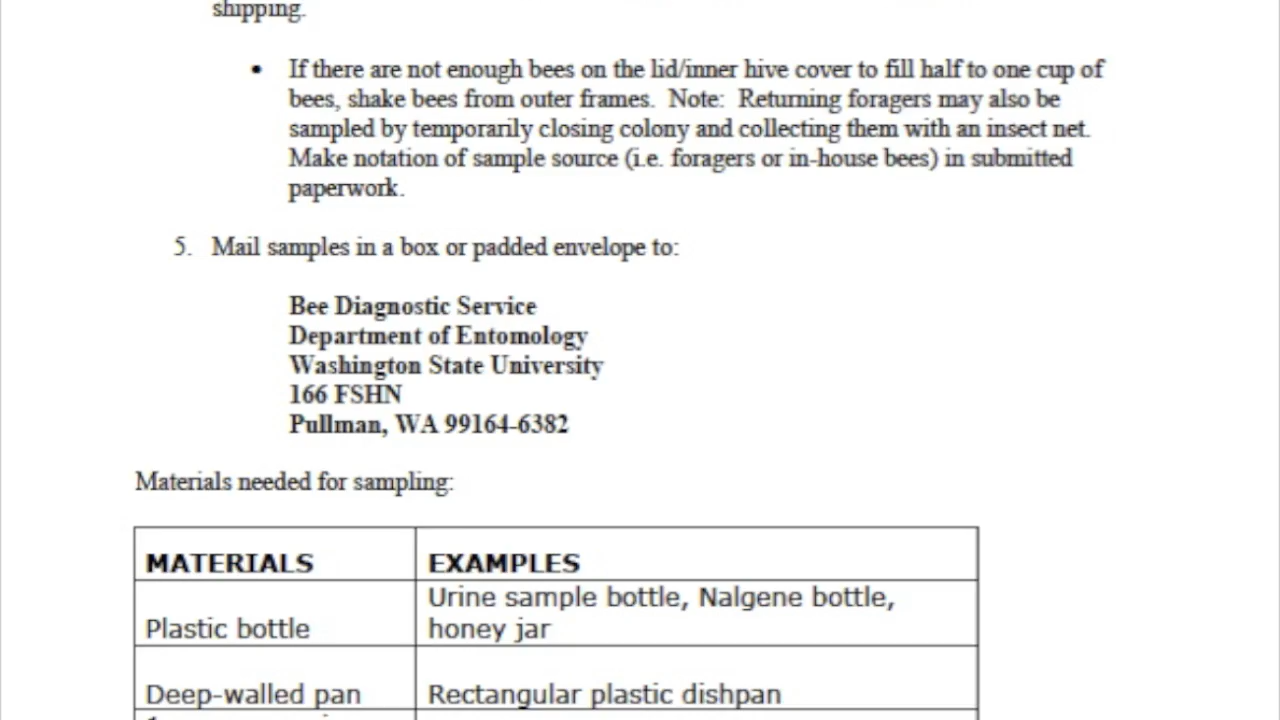 shipping.
• If there are not enough bees on the lid/inner hive cover to fill half to one cup of
bees, shake bees from outer frames.  Note:  Returning foragers may also be
sampled by temporarily closing colony and collecting them with an insect net.
Make notation of sample source (i.e. foragers or in-house bees) in submitted
paperwork.
5. Mail samples in a box or padded envelope to:
Bee Diagnostic Service
Department of Entomology
Washington State University
166 FSHN
Pullman, WA 99164-6382
Materials needed for sampling:
MATERIALS EXAMPLES
Urine sample bottle, Nalgene bottle,
Plastic bottle honey jar
Deep-walled pan Rectangular plastic dishpan